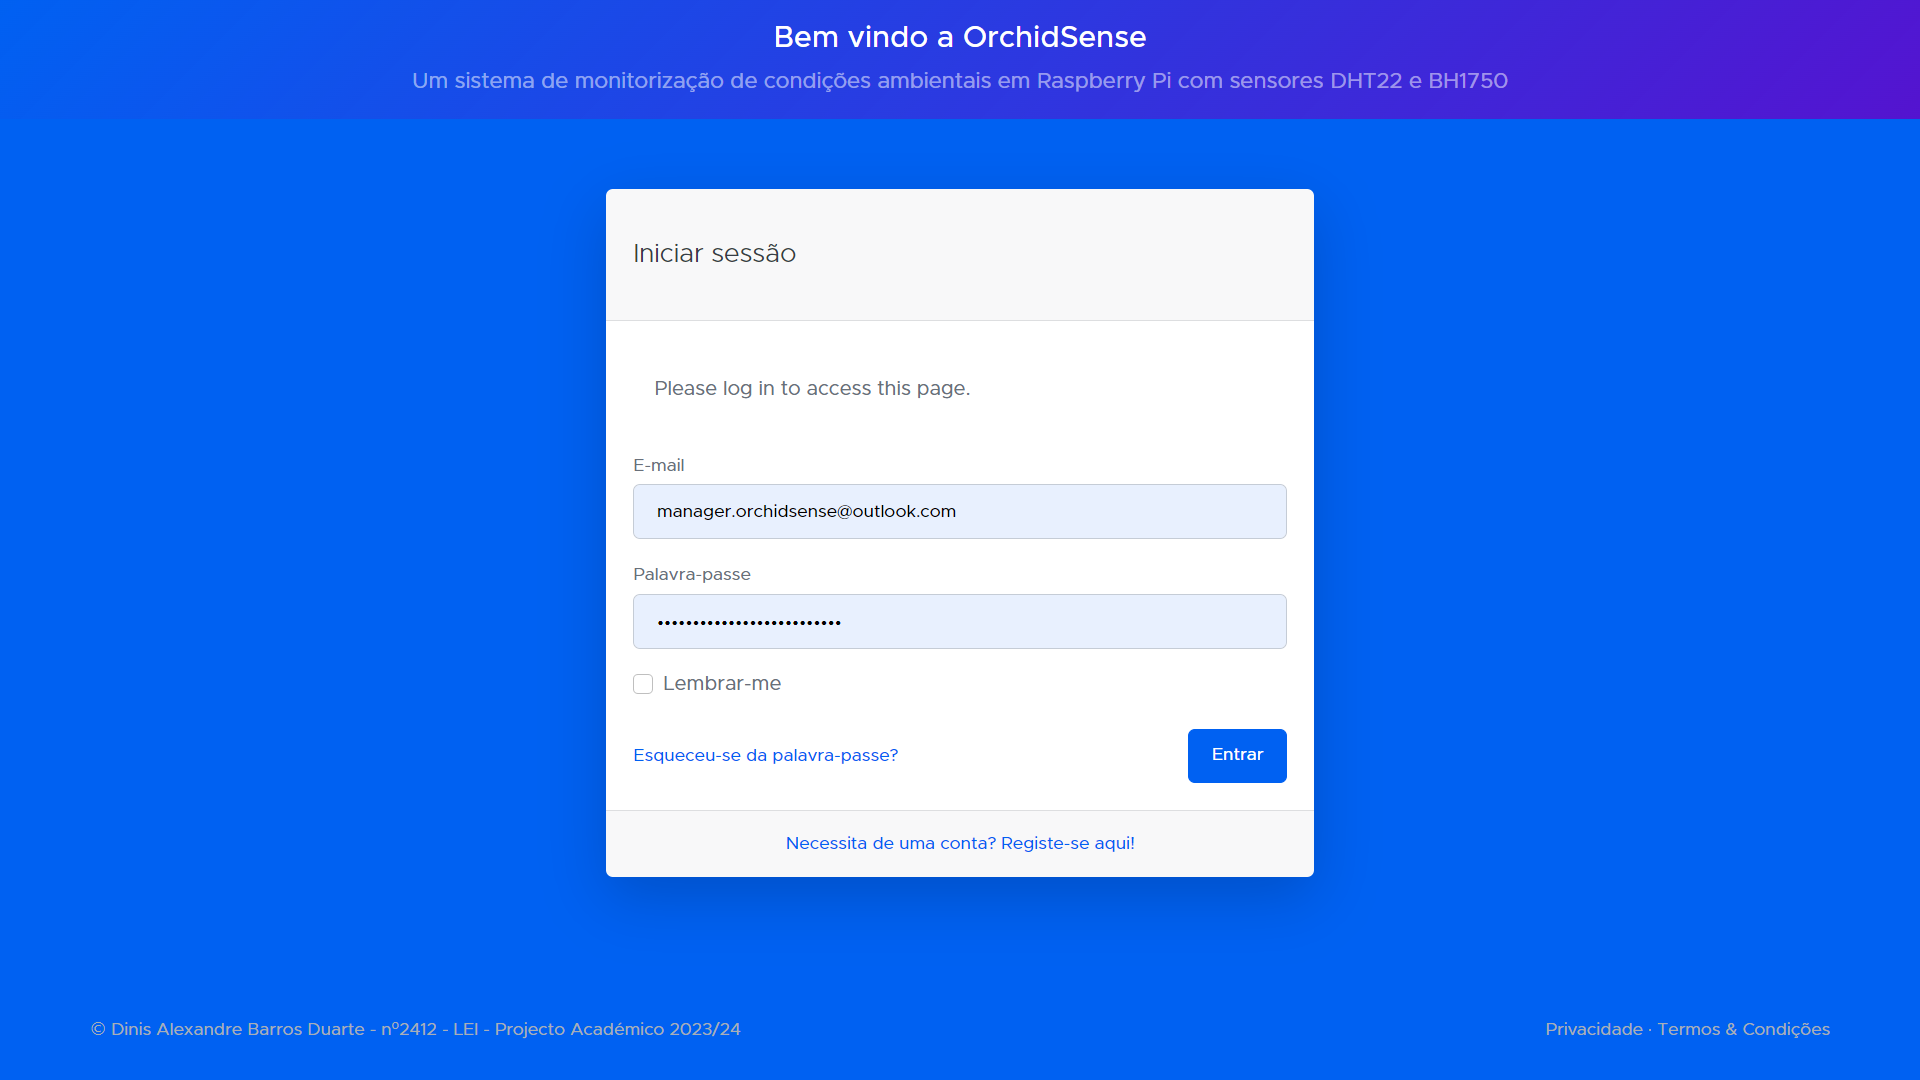 Bem vindo a OrchidSense
Um sistema de monitorização de condições ambientais em Raspberry Pi com sensores DHT22 e BH1750
Iniciar sessão
Please log in to access this page.
E-mail
manager.orchidsense@outlook.com
Palavra-passe
••••••••••••••••••••••••••
Lembrar-me
Esqueceu-se da palavra-passe?
Entrar
Necessita de uma conta? Registe-se aqui!
© Dinis Alexandre Barros Duarte - nº2412 - LEI - Projecto Académico 2023/24
Privacidade · Termos & Condições